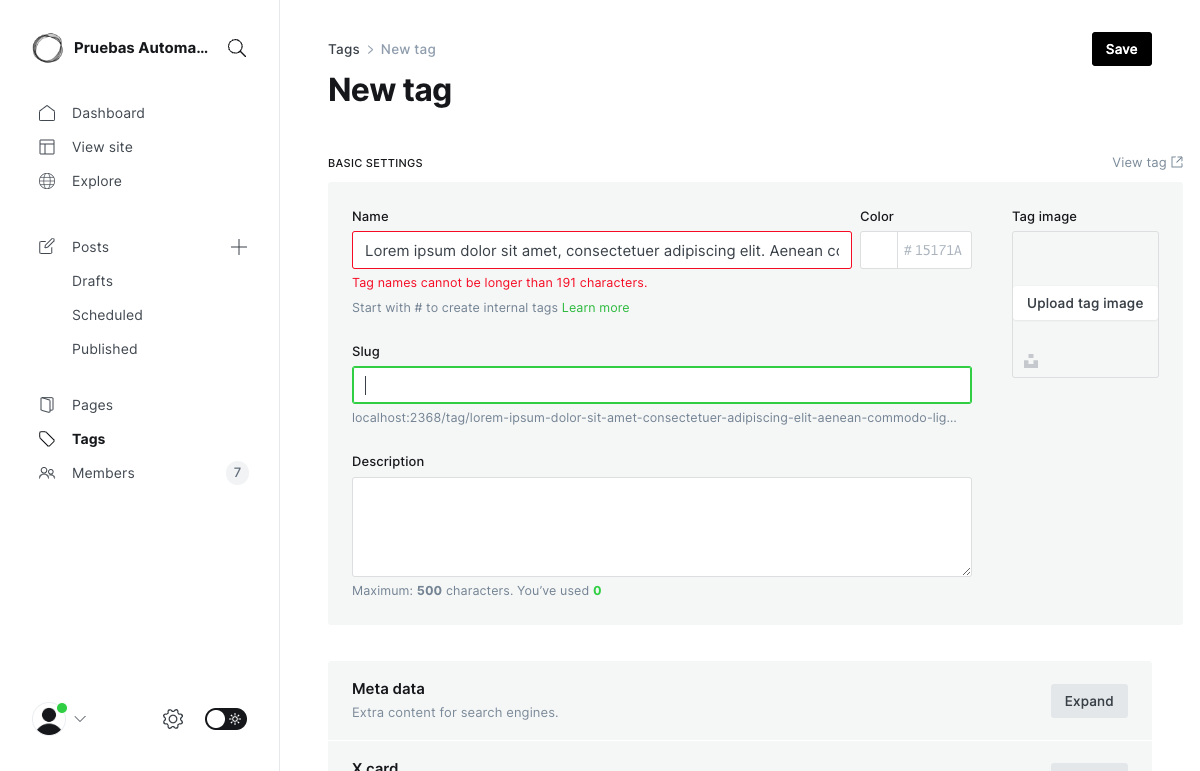 Pruebas Automa...
Dashboard
View site
Explore
Posts
Drafts
Scheduled
Published
Pages
Tags
Members
7
Tags > New tag
Save
New tag
BASIC SETTINGS
View tag
Name
Color
Tag image
Lorem ipsum dolor sit amet, consectetuer adipiscing elit. Aenean co
# 15171A
Tag names cannot be longer than 191 characters.
Upload tag image
Start with # to create internal tags Learn more
Slug
localhost:2368/tag/lorem-ipsum-dolor-sit-amet-consectetuer-adipiscing-elit-aenean-commodo-lig...
Description
Maximum: 500 characters. You've used 0
Meta data
Extra content for search engines.
Expand
X card